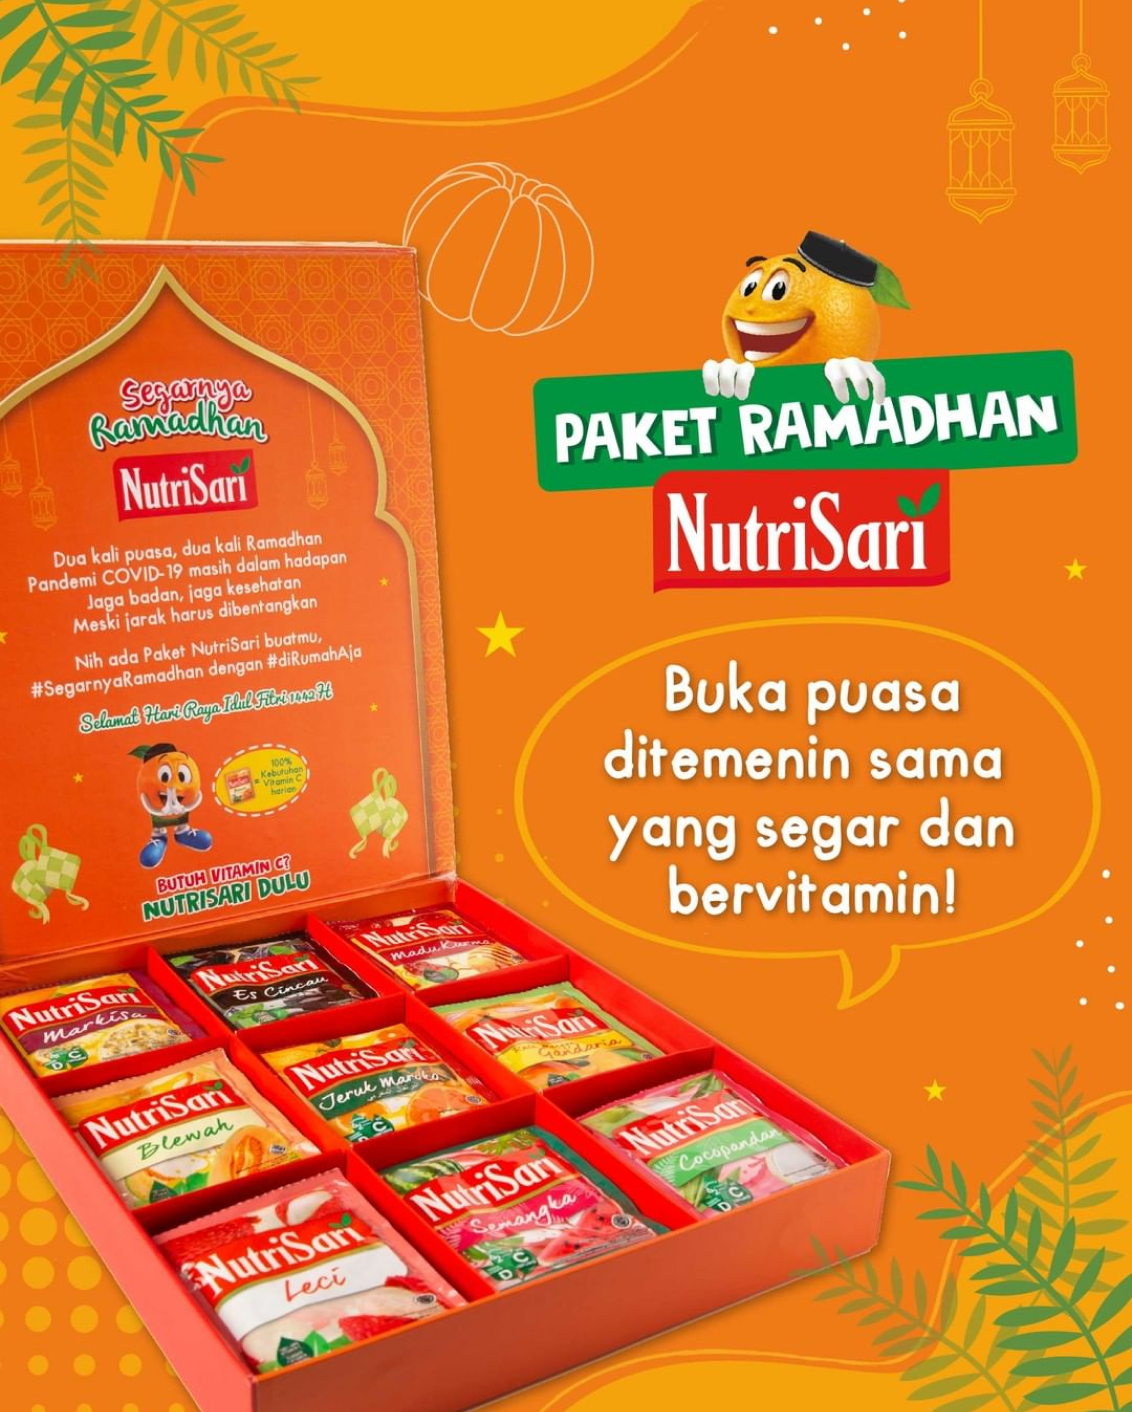 PAKET RAMADHAN
NutriSari
Buka puasa
ditemenin sama
yang segar dan
bervitamin!
Segarnya
Ramadhan
NutriSari
Dua kali puasa, dua kali Ramadhan
Pandemi COVID-19 masih dalam hadapan
Jaga badan, jaga kesehatan
Meski jarak harus dibentangkan
Nih ada Paket NutriSari buatmu,
#SegarnyaRamadhan dengan #diRumahAja
Selamat Hari Raya Idul Fitri 1442 H
100%
Kebutuhan
= Vitamin C
harian
BUTUH VITAMIN C?
NUTRISARI DULU
NutriSari
Madu Kurma
NutriSari
Es Cincau
NutriSari
Markisa
D C
NutriSari
Gandaria
NutriSari
Jeruk Maroko
D C
NutriSari
Blewah
NutriSari
Cocopandan
D C
NutriSari
Semangka
D C
NutriSari
Leci